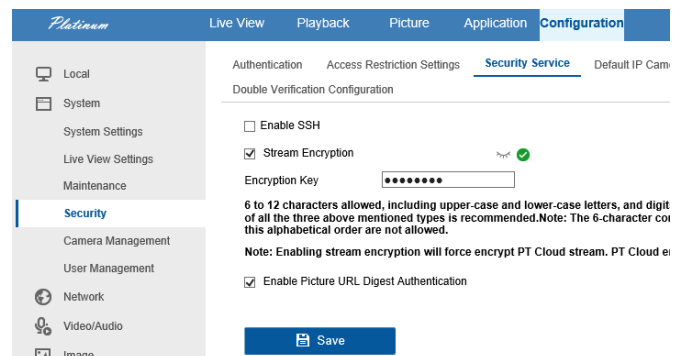 Platinum
Live View Playback Picture Application Configuration
Local
System
System Settings
Live View Settings
Maintenance
Security
Camera Management
User Management
Network
Video/Audio
Image
Authentication Access Restriction Settings Security Service Default IP Cam
Double Verification Configuration
Enable SSH
Stream Encryption
Encryption Key ●●●●●●●●
6 to 12 characters allowed, including upper-case and lower-case letters, and digit
of all the three above mentioned types is recommended.Note: The 6-character co
this alphabetical order are not allowed.
Note: Enabling stream encryption will force encrypt PT Cloud stream. PT Cloud e
Enable Picture URL Digest Authentication
Save